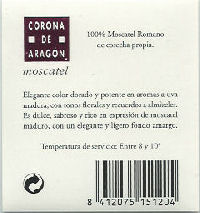 CORONA
DE
ARAGON
moscatel
100% Moscatel Romano
de cosecha propia.
Elegante color dorado y potente en aromas a uva
madura, con tonos florales y recuerdos a almibar.
Es dulce, sabroso y rico en expresión de moscatel
maduro, con un elegante y ligero fondo amargo.
Temperatura de servicio: Entre 8 y 10°
8 412075 151204